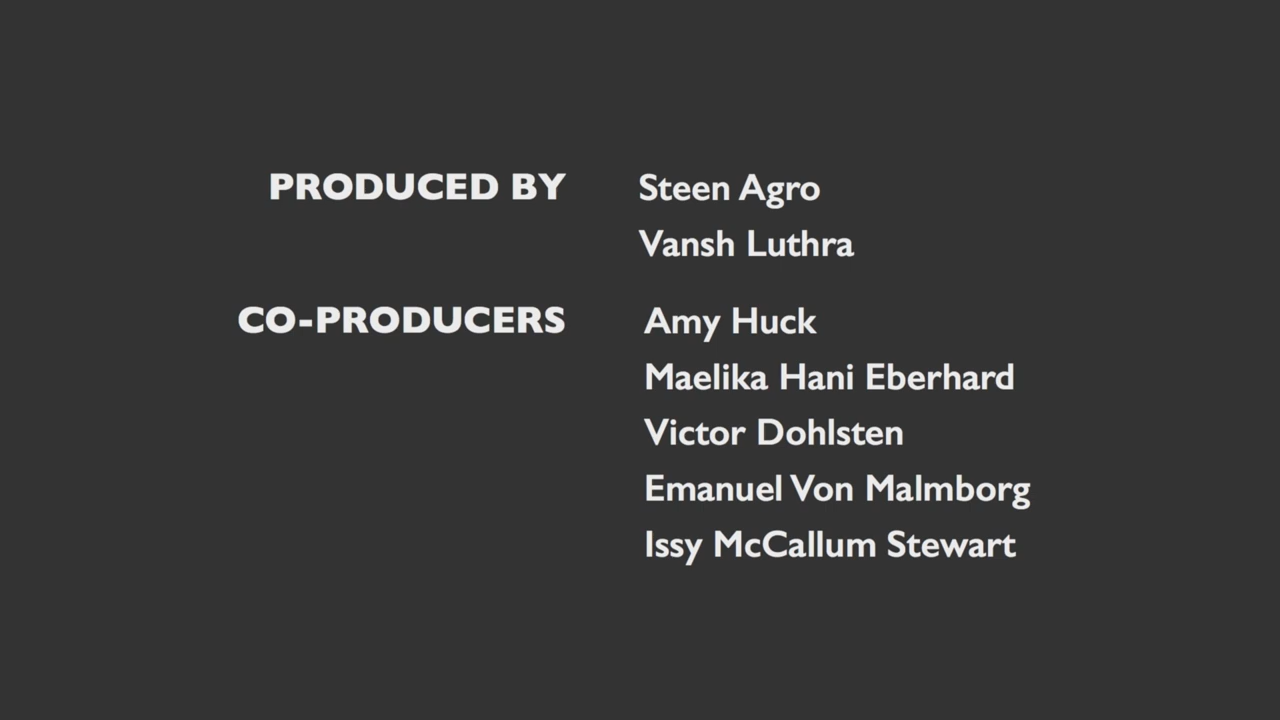 PRODUCED BY Steen Agro
Vansh Luthra
CO-PRODUCERS Amy Huck
Maelika Hani Eberhard
Victor Dohlsten
Emanuel Von Malmborg
Issy McCallum Stewart